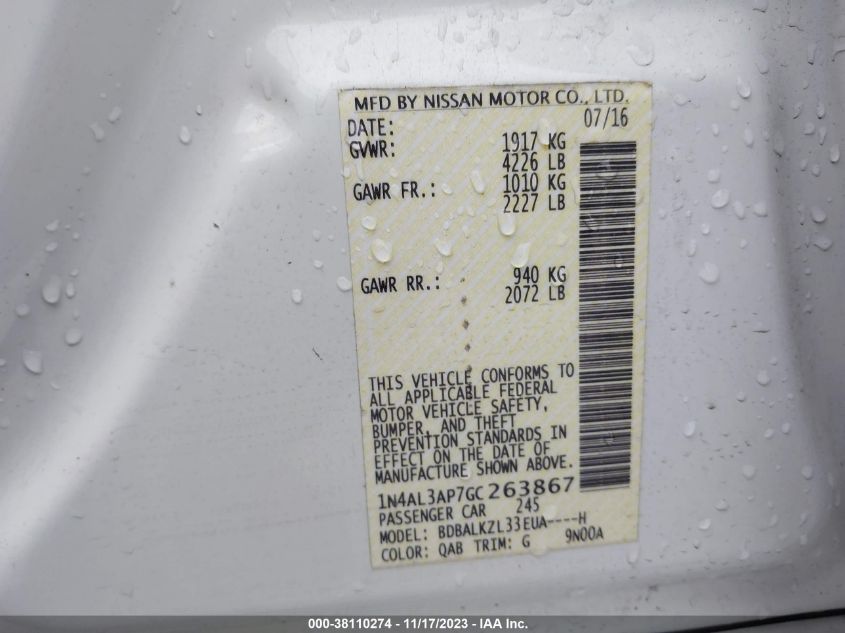 MFD BY NISSAN MOTOR CO., LTD.
DATE: 07/16
GVWR: 1917 KG
4226 LB
GAWR FR.: 1010 KG
2227 LB
GAWR RR.: 940 KG
2072 LB
THIS VEHICLE CONFORMS TO
ALL APPLICABLE FEDERAL
MOTOR VEHICLE SAFETY,
BUMPER, AND THEFT
PREVENTION STANDARDS IN
EFFECT ON THE DATE OF
MANUFACTURE SHOWN ABOVE.
1N4AL3AP7GC263867
PASSENGER CAR 245
MODEL: BDBALKZL33EUA----H
COLOR: QAB TRIM: G 9N00A
000-38110274 - 11/17/2023 - IAA Inc.